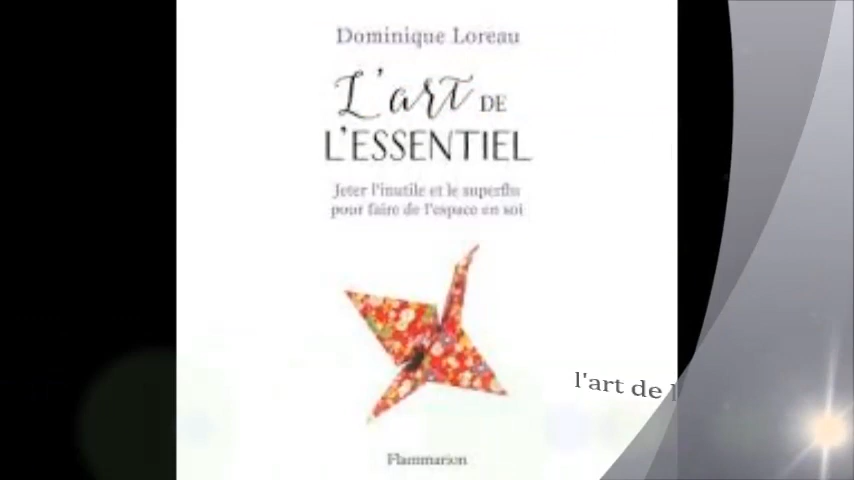 Dominique Loreau
L'art DE
L'ESSENTIEL
Jeter l'inutile et le superflu
pour faire de l'espace en soi
l'art de l
Flammarion